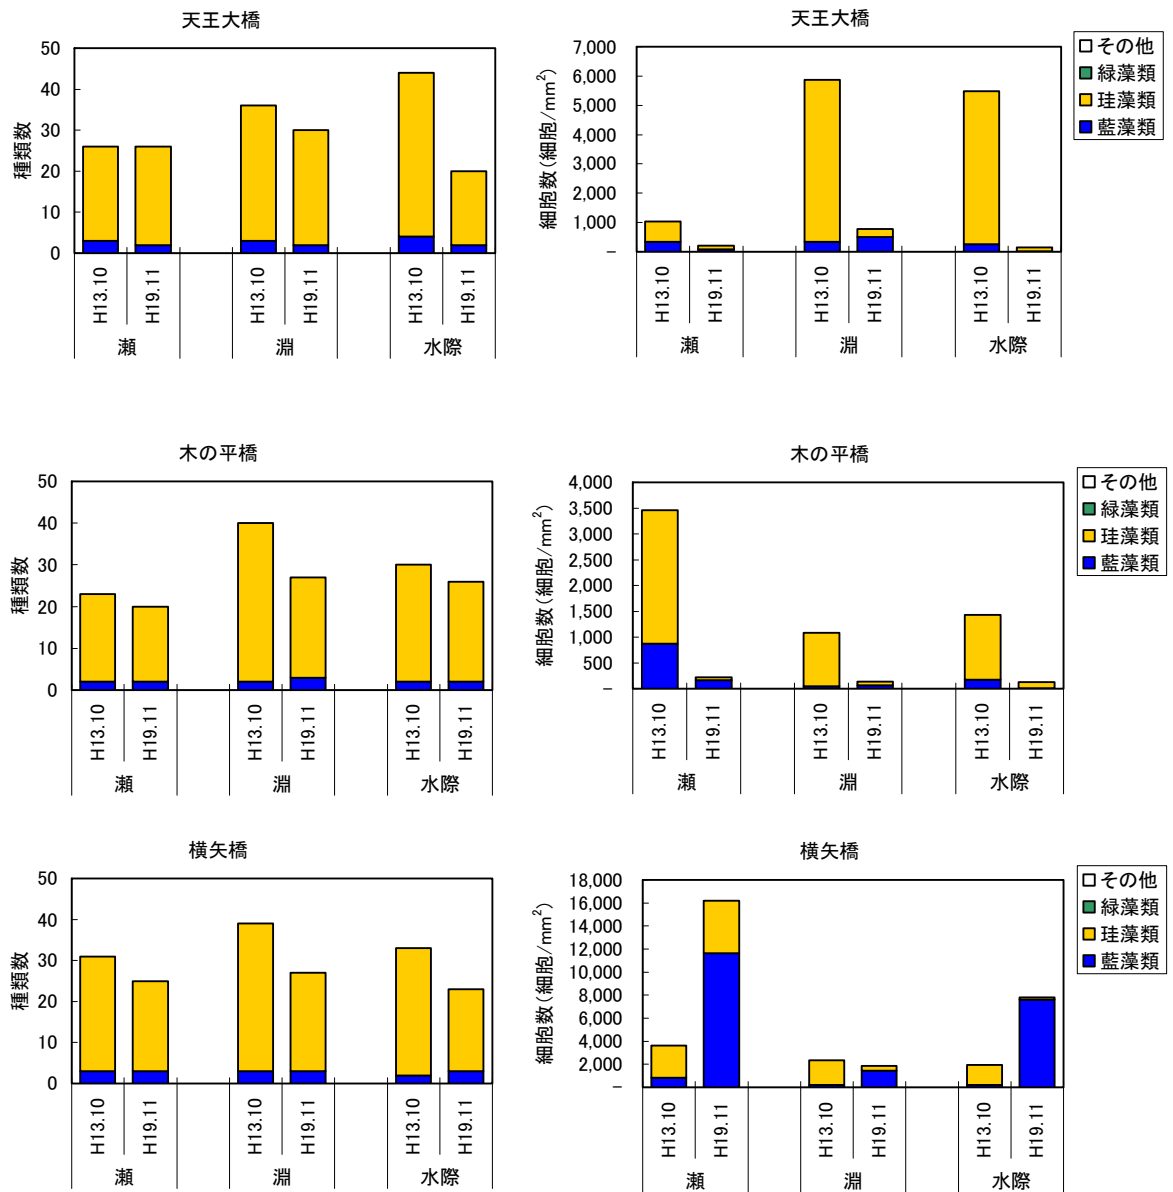 天王大橋
50
40
30
20
10
0
種類数
H13.10
H19.11
H13.10
H19.11
H13.10
H19.11
瀬
淵
水際
天王大橋
7,000
6,000
5,000
4,000
3,000
2,000
1,000
－
細胞数(細胞/mm²)
H13.10
H19.11
H13.10
H19.11
H13.10
H19.11
瀬
淵
水際
その他
緑藻類
珪藻類
藍藻類
木の平橋
50
40
30
20
10
0
種類数
H13.10
H19.11
H13.10
H19.11
H13.10
H19.11
瀬
淵
水際
木の平橋
4,000
3,500
3,000
2,500
2,000
1,500
1,000
500
－
細胞数(細胞/mm²)
H13.10
H19.11
H13.10
H19.11
H13.10
H19.11
瀬
淵
水際
その他
緑藻類
珪藻類
藍藻類
横矢橋
50
40
30
20
10
0
種類数
H13.10
H19.11
H13.10
H19.11
H13.10
H19.11
瀬
淵
水際
横矢橋
18,000
16,000
14,000
12,000
10,000
8,000
6,000
4,000
2,000
－
細胞数(細胞/mm²)
H13.10
H19.11
H13.10
H19.11
H13.10
H19.11
瀬
淵
水際
その他
緑藻類
珪藻類
藍藻類